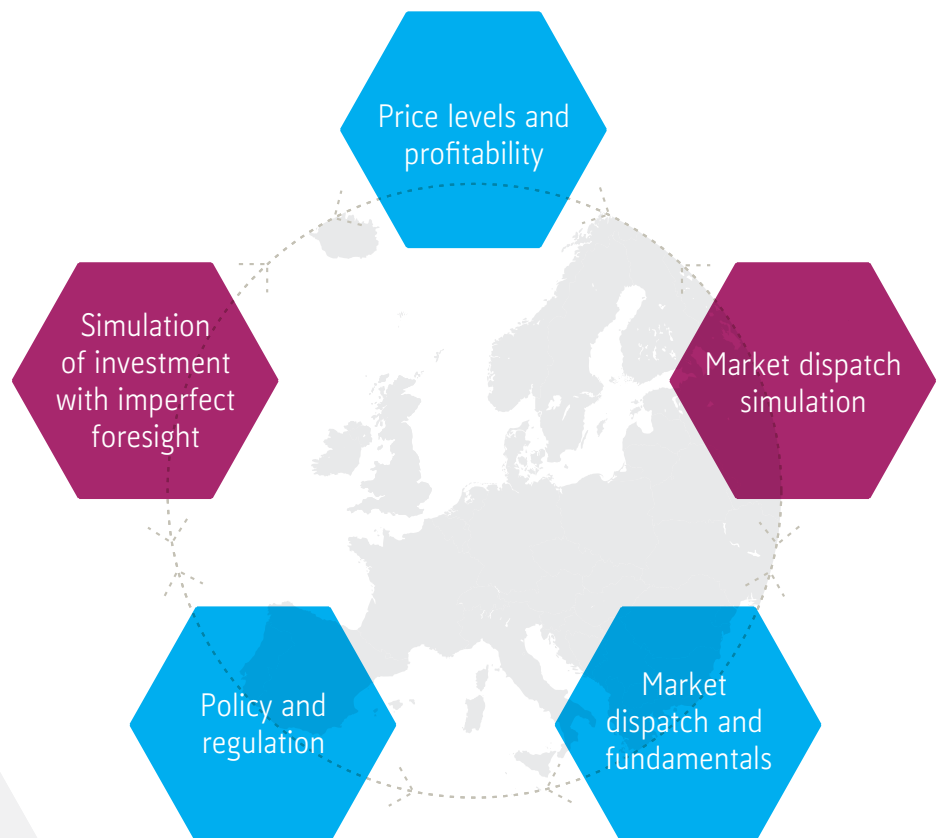 Price levels and
profitability
Simulation
of investment
with imperfect
foresight
Market dispatch
simulation
Policy and
regulation
Market
dispatch and
fundamentals